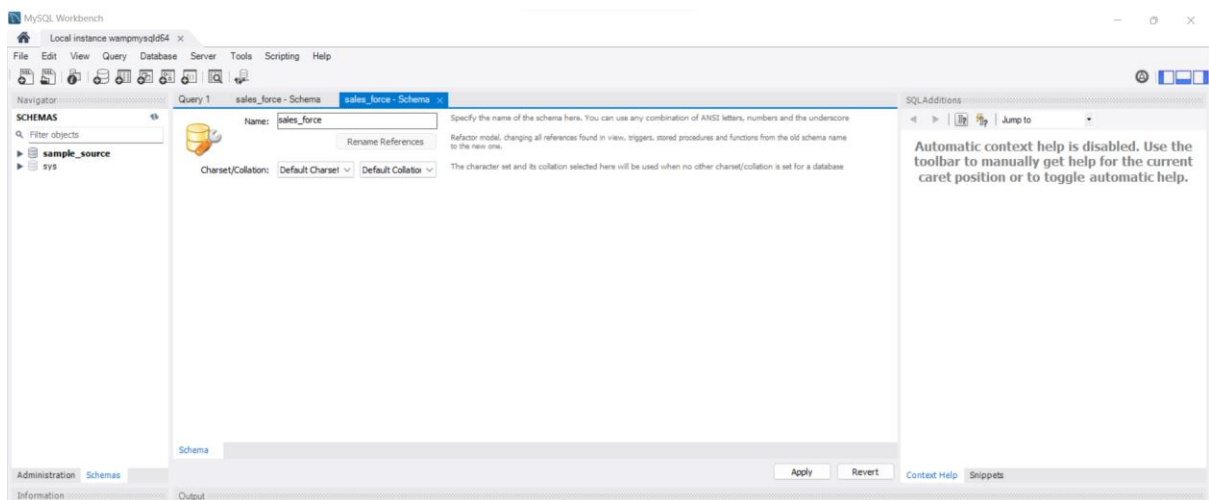 MySQL Workbench
Local instance wampmysqld64
File Edit View Query Database Server Tools Scripting Help
Navigator
SCHEMAS
Filter objects
sample_source
sys
Administration Schemas
Information
Query 1 sales_force - Schema sales_force - Schema
Name: sales_force
Specify the name of the schema here. You can use any combination of ANSI letters, numbers and the underscore
Rename References
Refactor model, changing all references found in view, triggers, stored procedures and functions from the old schema name
to the new one.
Charset/Collation: Default Charset Default Collation
The character set and its collation selected here will be used when no other charset/collation is set for a database
Schema
Apply Revert
Output
SQLAdditions
Jump to
Automatic context help is disabled. Use the
toolbar to manually get help for the current
caret position or to toggle automatic help.
Context Help Snippets